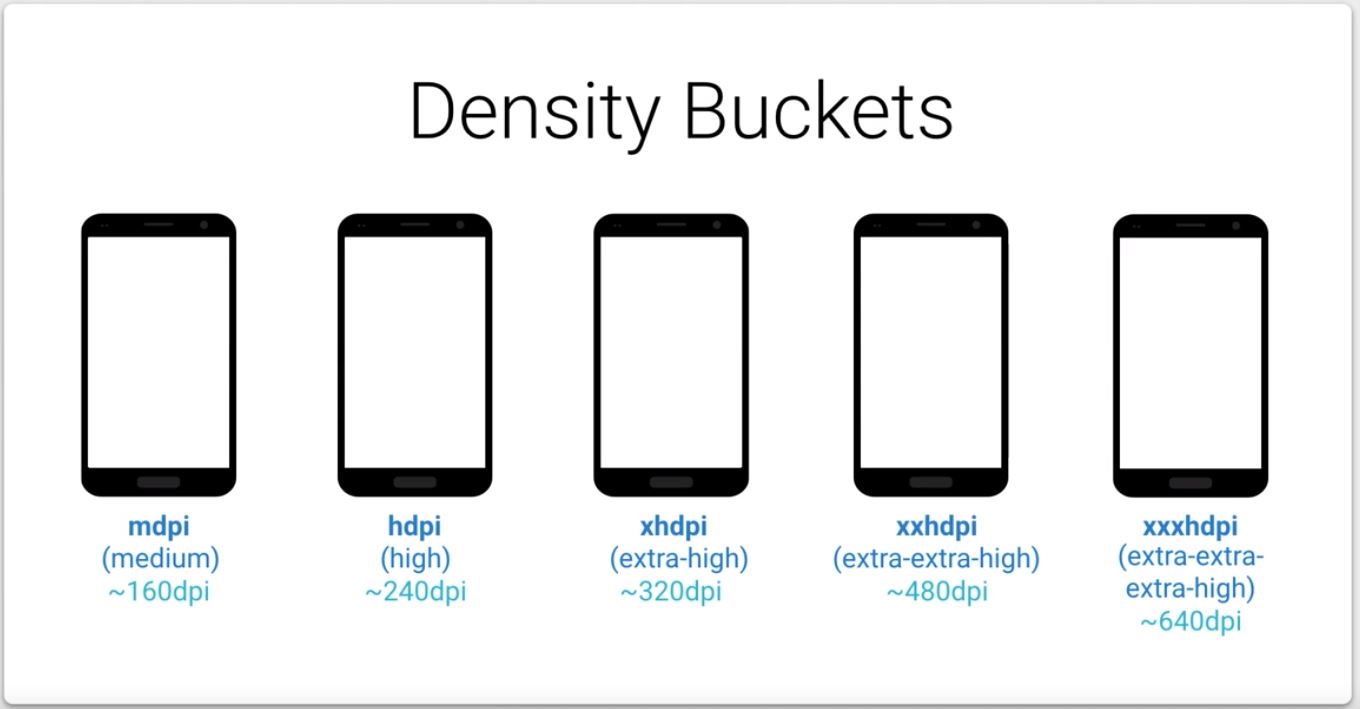 Density Buckets
mdpi
(medium)
~160dpi
hdpi
(high)
~240dpi
xhdpi
(extra-high)
~320dpi
xxhdpi
(extra-extra-high)
~480dpi
xxxhdpi
(extra-extra-
extra-high)
~640dpi